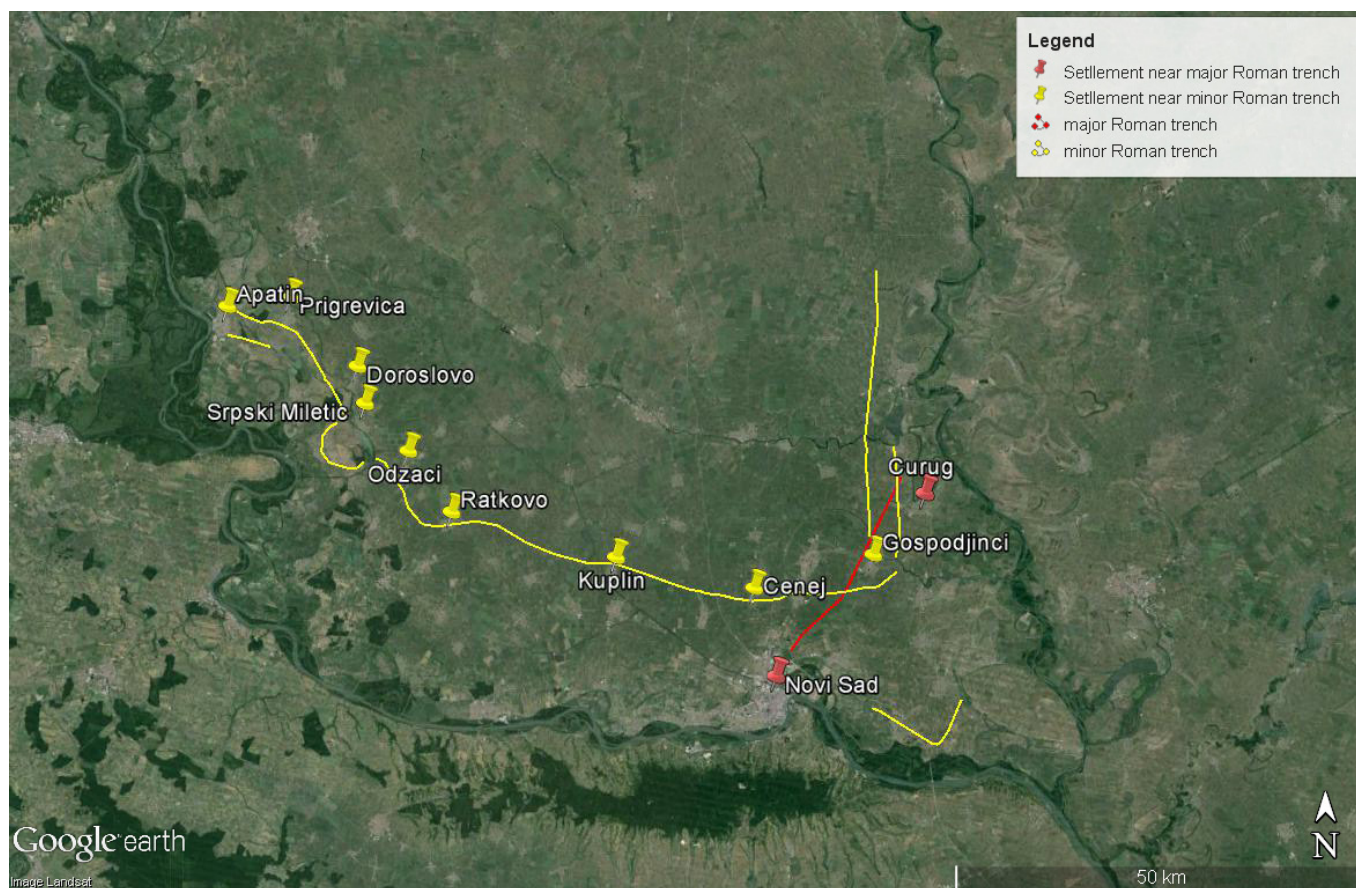 Legend
Setllement near major Roman trench
Setllement near minor Roman trench
major Roman trench
minor Roman trench
Apatin
Prigrevica
Doroslovo
Srpski Miletic
Odzaci
Curug
Ratkovo
Gospodjinci
Kuplin
Cenej
Novi Sad
Google earth
N
50 km
Image Landsat